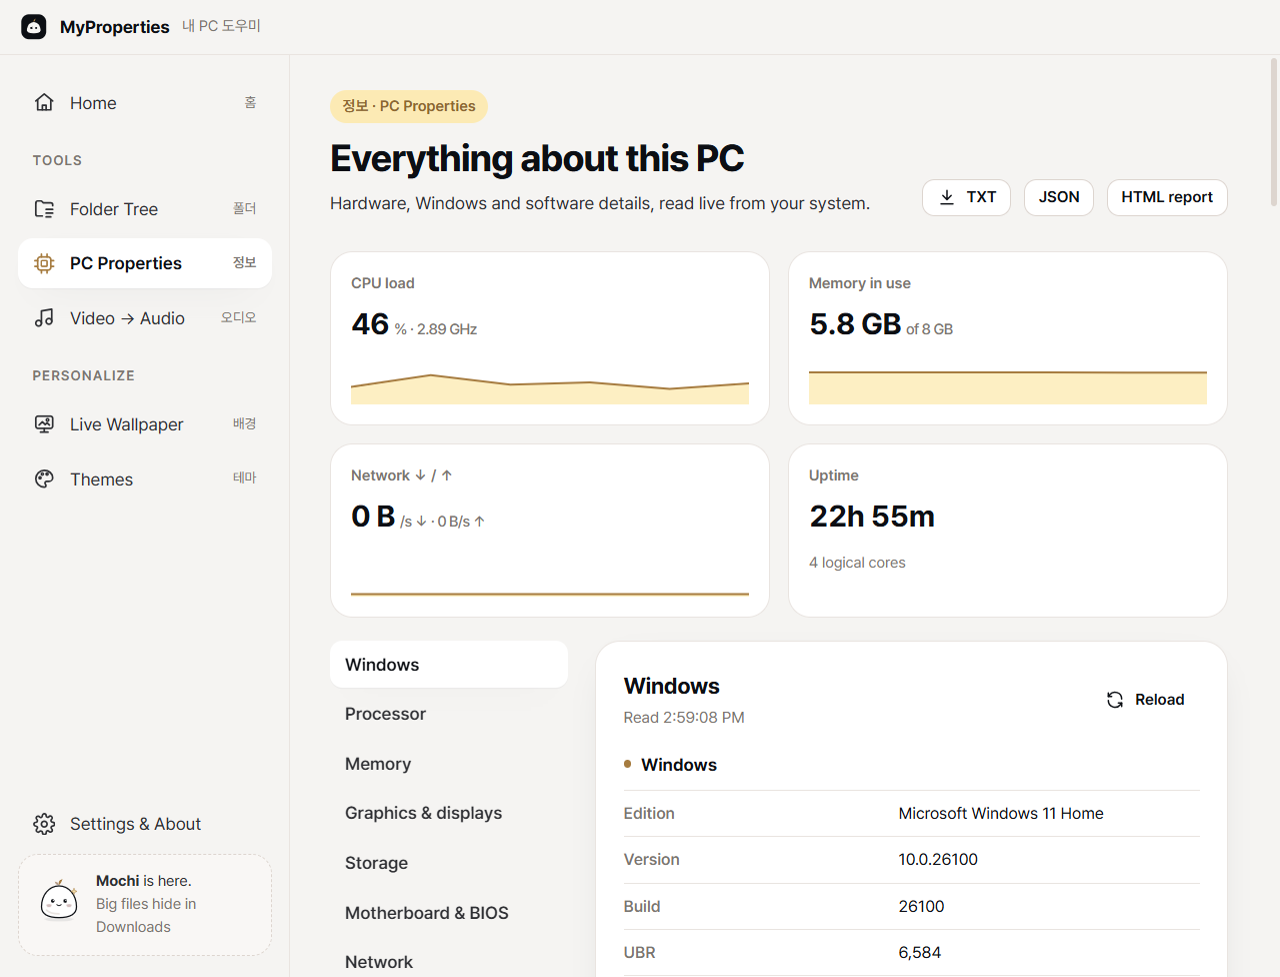 MyProperties 내 PC 도우미
Home 홈
TOOLS
Folder Tree 폴더
PC Properties 정보
Video → Audio 오디오
PERSONALIZE
Live Wallpaper 배경
Themes 테마
Settings & About
Mochi is here.
Big files hide in
Downloads
정보 · PC Properties
Everything about this PC
Hardware, Windows and software details, read live from your system.
TXT
JSON
HTML report
CPU load
46 % · 2.89 GHz
Memory in use
5.8 GB of 8 GB
Network ↓ / ↑
0 B /s ↓ · 0 B/s ↑
Uptime
22h 55m
4 logical cores
Windows
Processor
Memory
Graphics & displays
Storage
Motherboard & BIOS
Network
Windows
Read 2:59:08 PM
Reload
Windows
Edition Microsoft Windows 11 Home
Version 10.0.26100
Build 26100
UBR 6,584